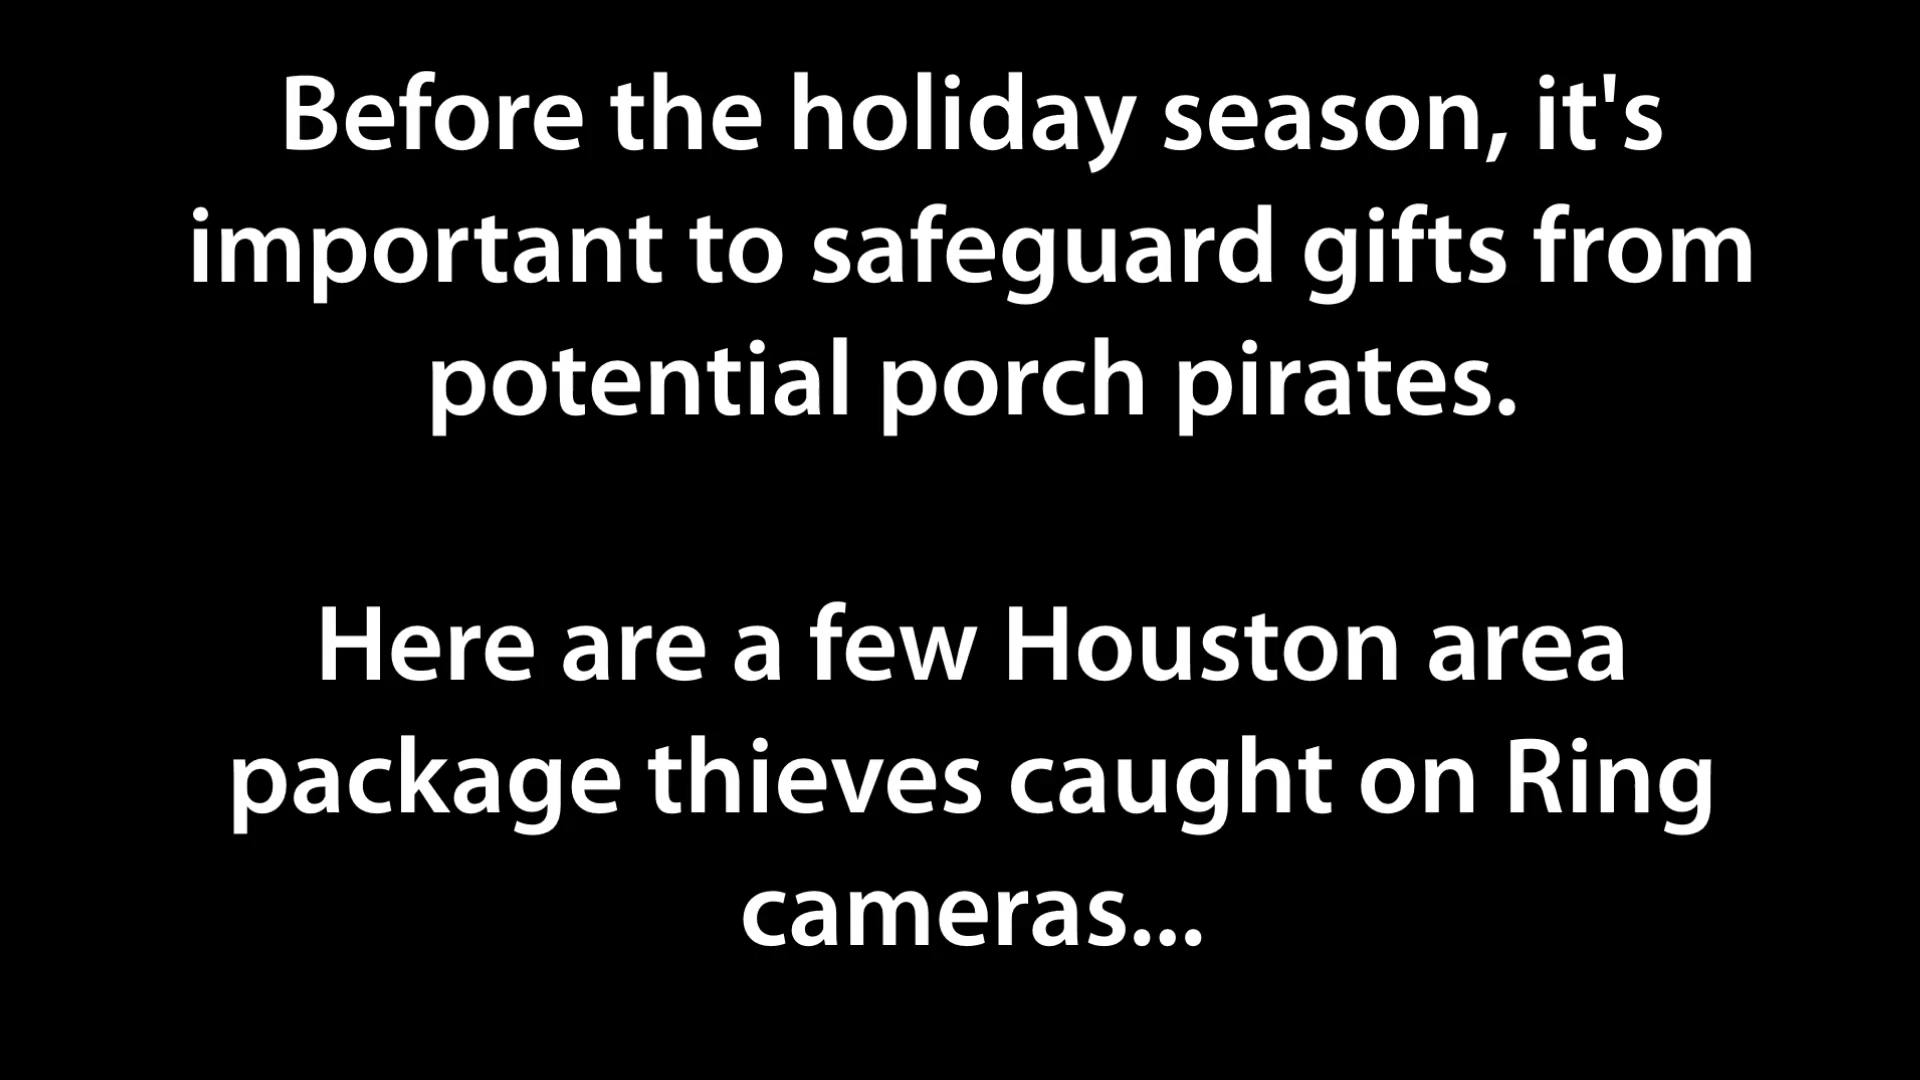 Before the holiday season, it's
important to safeguard gifts from
potential porch pirates.
Here are a few Houston area
package thieves caught on Ring
cameras...